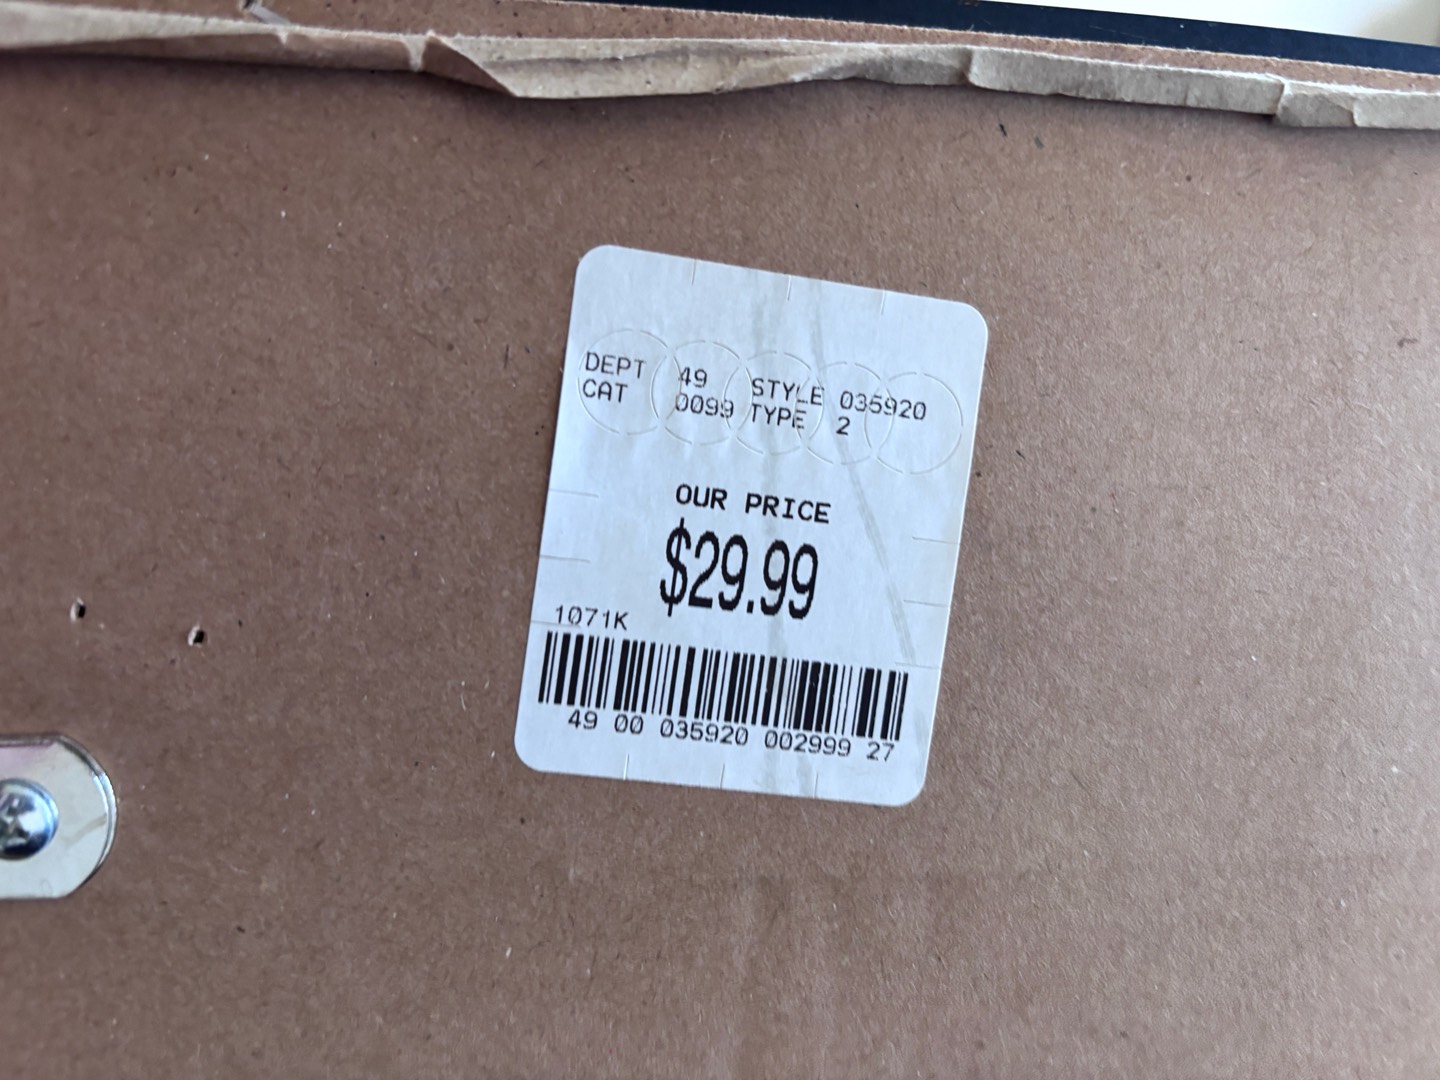 DEPT 49 STYLE 035920
CAT 0099 TYPE 2
OUR PRICE
$29.99
1071K
49 00 035920 002999 27